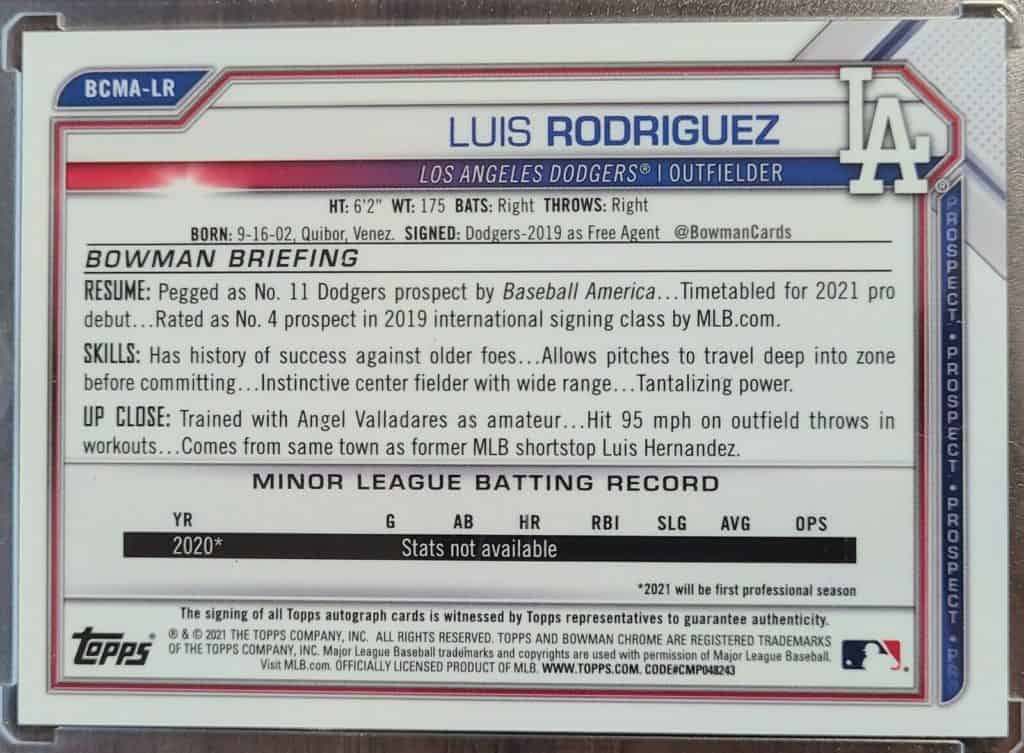 BCMA-LR
LA
LUIS RODRIGUEZ
LOS ANGELES DODGERS® | OUTFIELDER
HT: 6'2" WT: 175 BATS: Right THROWS: Right
BORN: 9-16-02, Quibor, Venez. SIGNED: Dodgers-2019 as Free Agent @BowmanCards
BOWMAN BRIEFING
RESUME: Pegged as No. 11 Dodgers prospect by Baseball America...Timetabled for 2021 pro
debut...Rated as No. 4 prospect in 2019 international signing class by MLB.com.
SKILLS: Has history of success against older foes...Allows pitches to travel deep into zone
before committing...Instinctive center fielder with wide range...Tantalizing power.
UP CLOSE: Trained with Angel Valladares as amateur...Hit 95 mph on outfield throws in
workouts...Comes from same town as former MLB shortstop Luis Hernandez.
MINOR LEAGUE BATTING RECORD
YR G AB HR RBI SLG AVG OPS
2020* Stats not available
*2021 will be first professional season
The signing of all Topps autograph cards is witnessed by Topps representatives to guarantee authenticity.
Topps®
® & © 2021 THE TOPPS COMPANY, INC. ALL RIGHTS RESERVED. TOPPS AND BOWMAN CHROME ARE REGISTERED TRADEMARKS
OF THE TOPPS COMPANY, INC. Major League Baseball trademarks and copyrights are used with permission of Major League Baseball.
Visit MLB.com. OFFICIALLY LICENSED PRODUCT OF MLB. WWW.TOPPS.COM. CODE#CMP048243
PROSPECT • PROSPECT • PROSPECT • PR